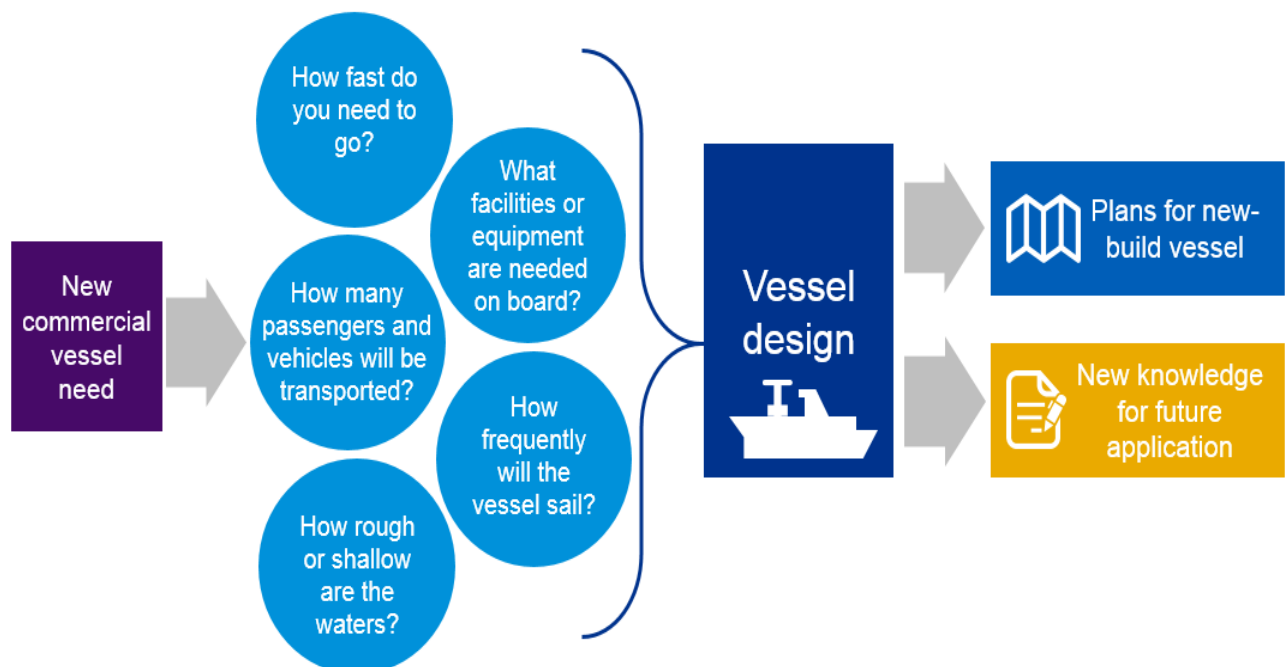 New
commercial
vessel
need
How fast do
you need to
go?
What
facilities or
equipment
are needed
on board?
How many
passengers and
vehicles will be
transported?
How
frequently
will the
vessel sail?
How rough
or shallow
are the
waters?
Vessel
design
Plans for new-
build vessel
New knowledge
for future
application